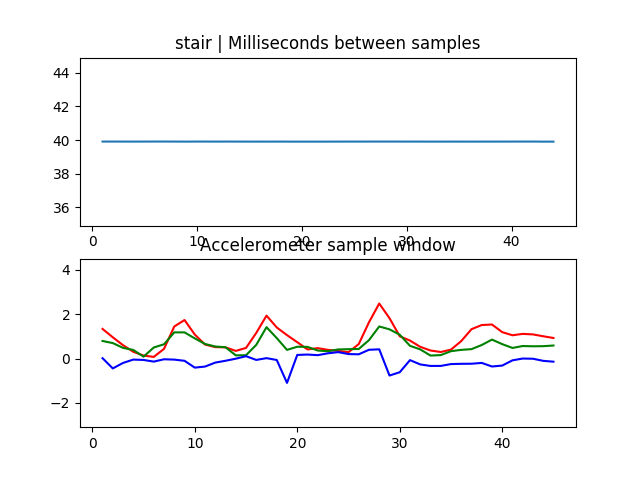 stair | Milliseconds between samples
44
42
40
38
36
0 10 20 30 40
Accelerometer sample window
4
2
0
−2
0 10 20 30 40